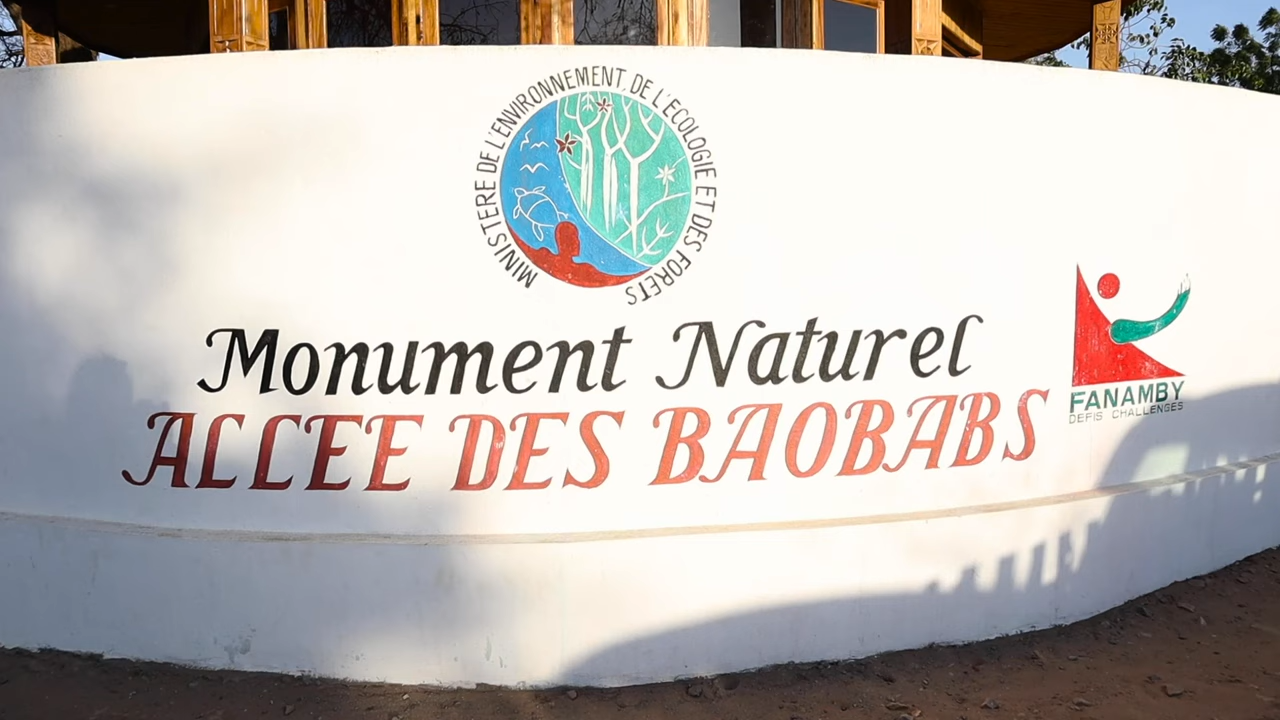 MINISTERE DE L'ENVIRONNEMENT, DE L'ECOLOGIE ET DES FORETS
Monument Naturel
ALLEE DES BAOBABS
FANAMBY
DEFIS CHALLENGES